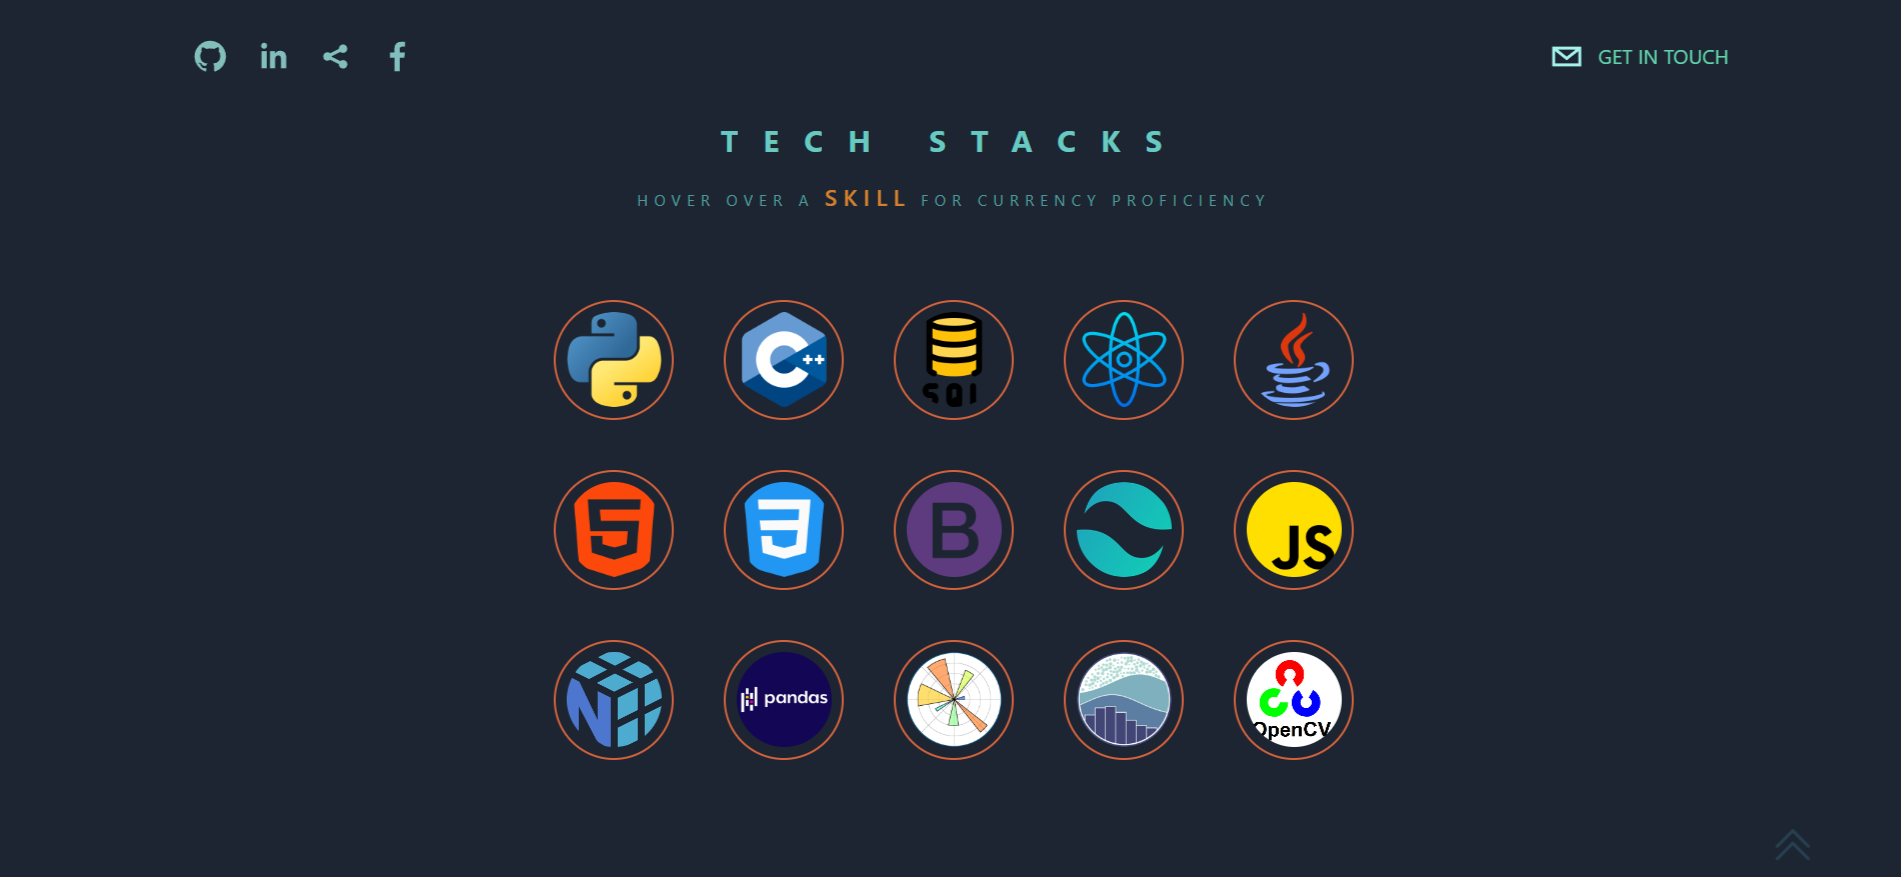 GET IN TOUCH
TECH STACKS
HOVER OVER A SKILL FOR CURRENCY PROFICIENCY
C++
SQL
B
JS
pandas
OpenCV